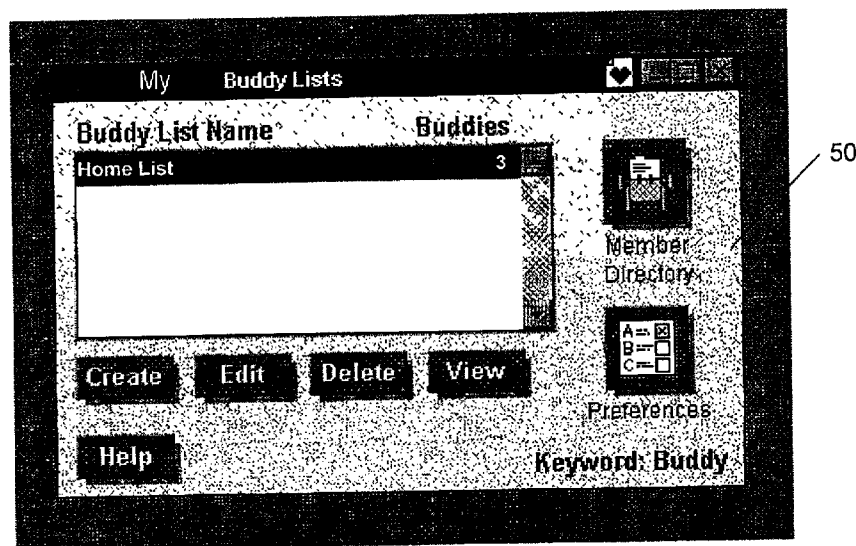 My Buddy Lists
Buddy List Name Buddies
Home List 3
50
Member
Directory
A
B
C
Create Edit Delete View
Preferences
Help
Keyword: Buddy